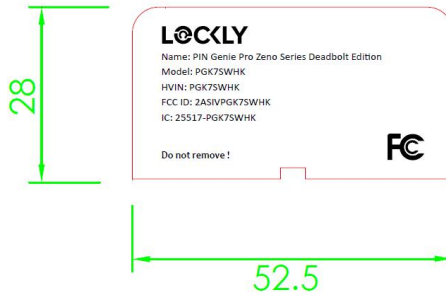 LOCKLY
Name: PIN Genie Pro Zeno Series Deadbolt Edition
Model: PGK7SWHK
HVIN: PGK7SWHK
FCC ID: 2ASIVPGK7SWHK
IC: 25517-PGK7SWHK
Do not remove !
FC
28
52.5